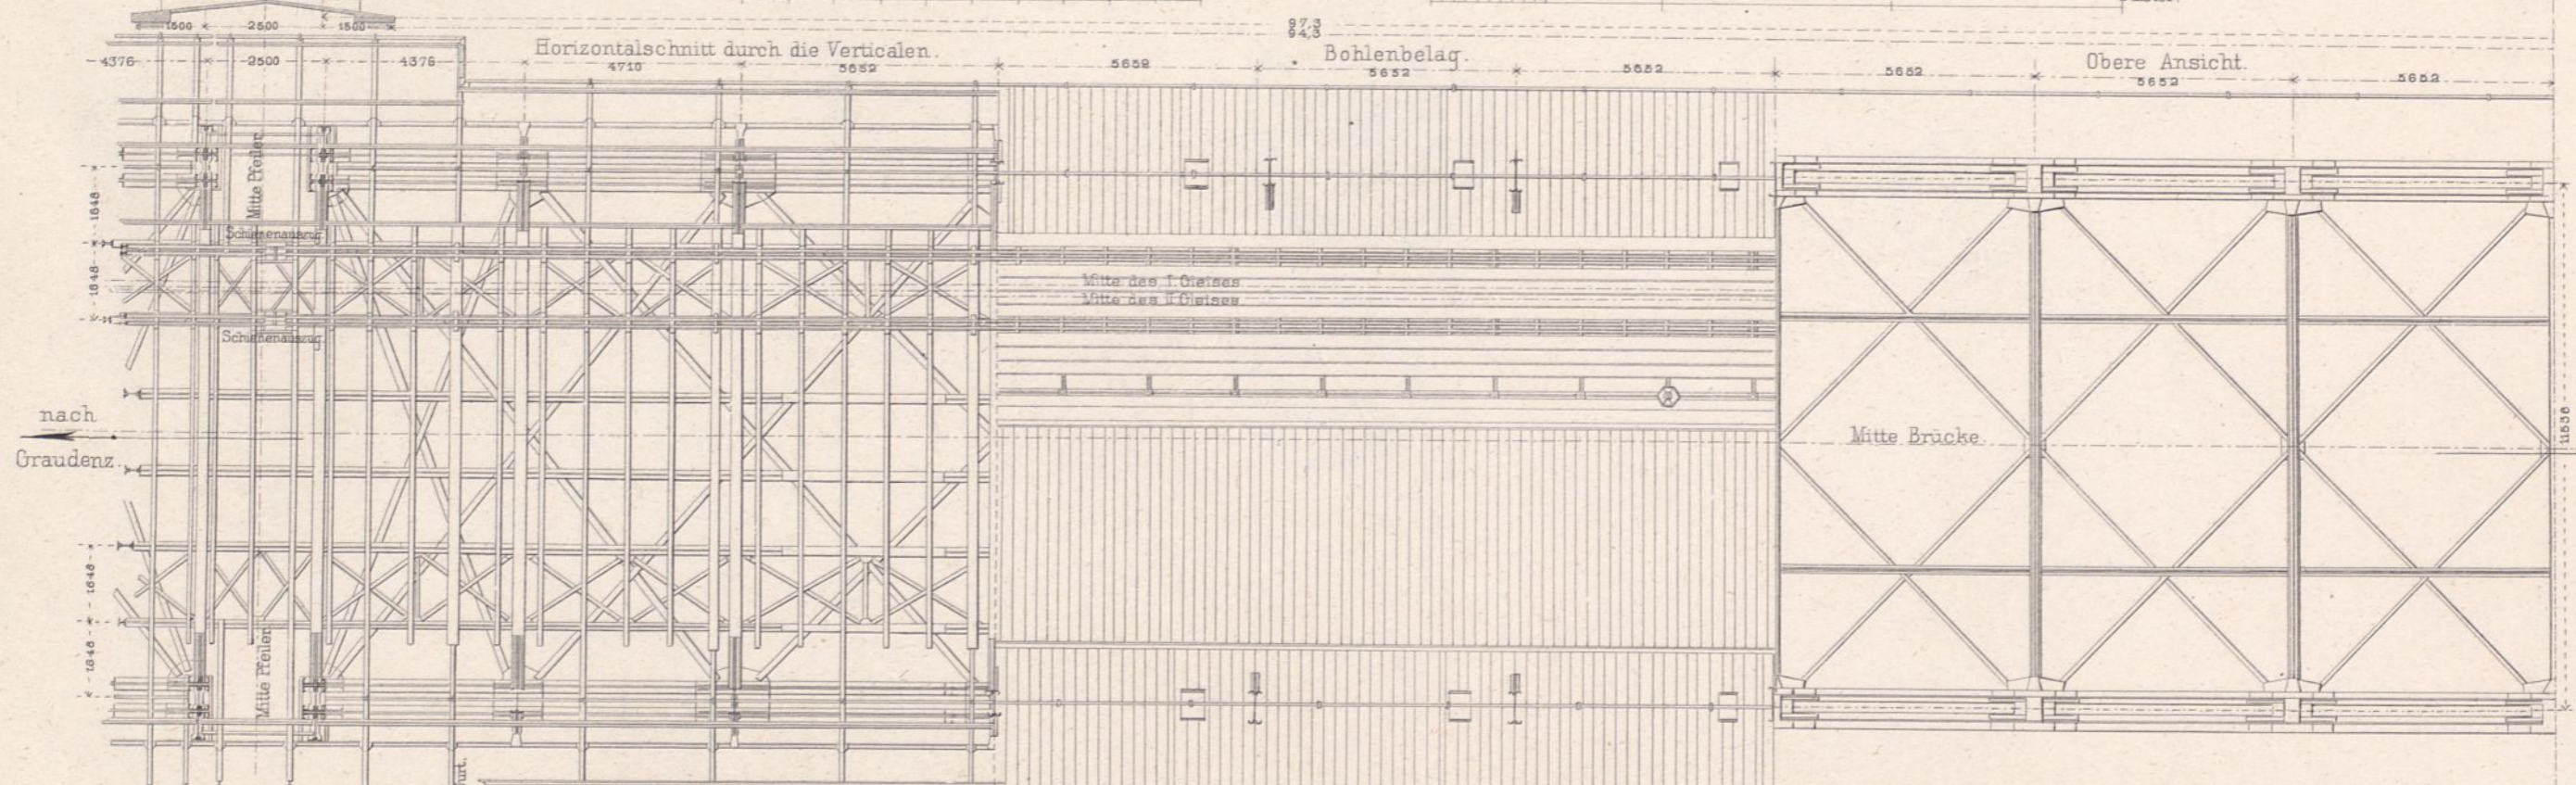 1500 2500 1500
97,3
94,3
Horizontalschnitt durch die Verticalen.
Bohlenbelag.
Obere Ansicht.
4376 2500 4376 4710 5652 5652 5652 5652 5652 5652 5652
Mitte Pfeiler
1648
Schienenauszug
1648
Mitte des I Gleises
Mitte des II Gleises
Schienenauszug
nach
Graudenz.
Mitte Brücke.
11536
1648
1648
Mitte Pfeiler